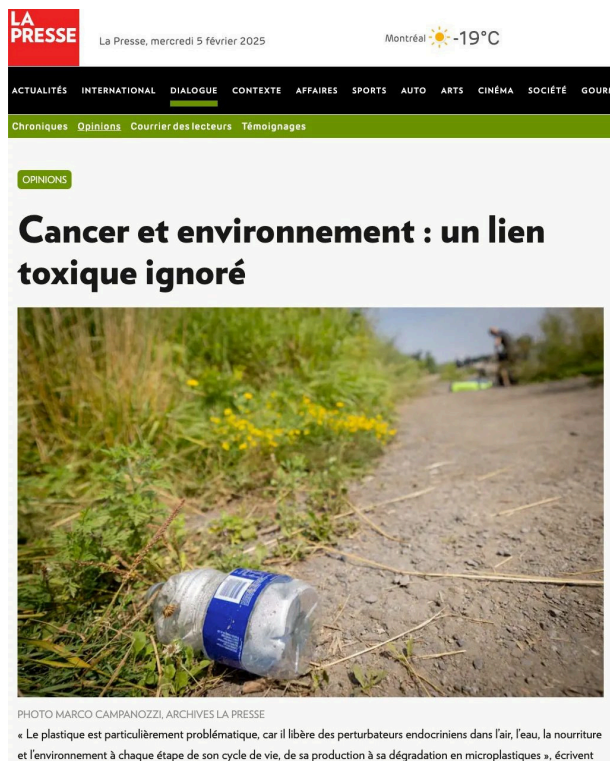 LA
PRESSE
La Presse, mercredi 5 février 2025
Montréal -19°C
ACTUALITÉS INTERNATIONAL DIALOGUE CONTEXTE AFFAIRES SPORTS AUTO ARTS CINÉMA SOCIÉTÉ GOURM
Chroniques Opinions Courrier des lecteurs Témoignages
OPINIONS
Cancer et environnement : un lien
toxique ignoré
PHOTO MARCO CAMPANOZZI, ARCHIVES LA PRESSE
« Le plastique est particulièrement problématique, car il libère des perturbateurs endocriniens dans l'air, l'eau, la nourriture
et l'environnement à chaque étape de son cycle de vie, de sa production à sa dégradation en microplastiques », écrivent